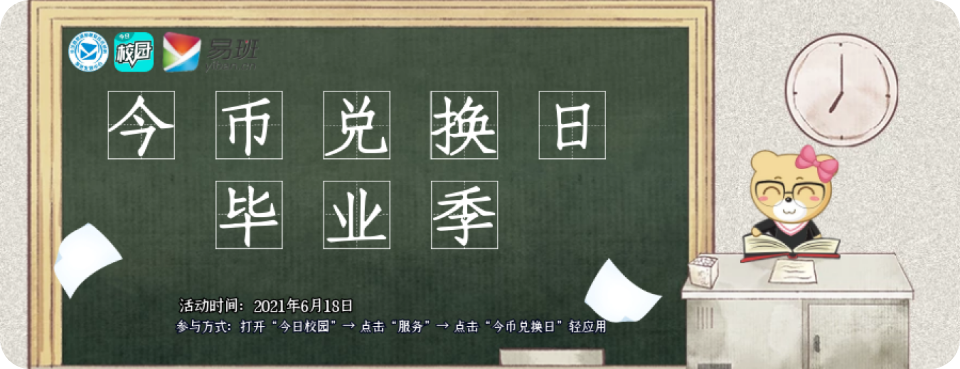 今日
校园
易班
今币兑换日
毕业季
活动时间：2021年6月18日
参与方式：打开“今日校园”→ 点击“服务”→ 点击“今币兑换日”轻应用